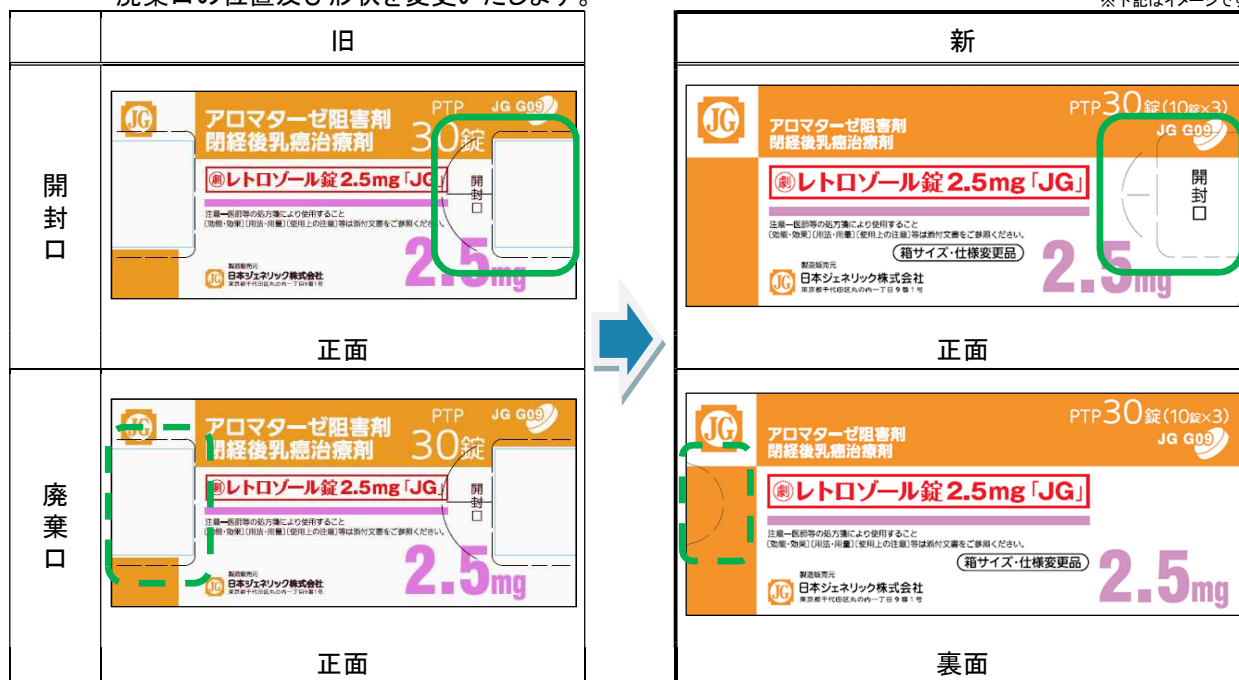 廃棄口の位置及び形状を変更いたします。
※下記はイメージです
旧
新
開封口
JG
アロマターゼ阻害剤
閉経後乳癌治療剤
PTP
30錠
JG G09
劇レトロゾール錠2.5mg「JG」
開封口
注意-医師等の処方箋により使用すること
〔効能・効果〕〔用法・用量〕〔使用上の注意〕等は添付文書をご参照ください。
2.5mg
製造販売元
JG 日本ジェネリック株式会社
東京都千代田区丸の内一丁目9番1号
正面
JG
アロマターゼ阻害剤
閉経後乳癌治療剤
PTP30錠(10錠×3)
JG G09
劇レトロゾール錠2.5mg「JG」
開封口
注意-医師等の処方箋により使用すること
〔効能・効果〕〔用法・用量〕〔使用上の注意〕等は添付文書をご参照ください。
箱サイズ・仕様変更品
2.5mg
製造販売元
JG 日本ジェネリック株式会社
東京都千代田区丸の内一丁目9番1号
正面
廃棄口
JG
アロマターゼ阻害剤
閉経後乳癌治療剤
PTP
30錠
JG G09
劇レトロゾール錠2.5mg「JG」
開封口
注意-医師等の処方箋により使用すること
〔効能・効果〕〔用法・用量〕〔使用上の注意〕等は添付文書をご参照ください。
2.5mg
製造販売元
JG 日本ジェネリック株式会社
東京都千代田区丸の内一丁目9番1号
正面
JG
アロマターゼ阻害剤
閉経後乳癌治療剤
PTP30錠(10錠×3)
JG G09
劇レトロゾール錠2.5mg「JG」
注意-医師等の処方箋により使用すること
〔効能・効果〕〔用法・用量〕〔使用上の注意〕等は添付文書をご参照ください。
箱サイズ・仕様変更品
2.5mg
製造販売元
JG 日本ジェネリック株式会社
東京都千代田区丸の内一丁目9番1号
裏面